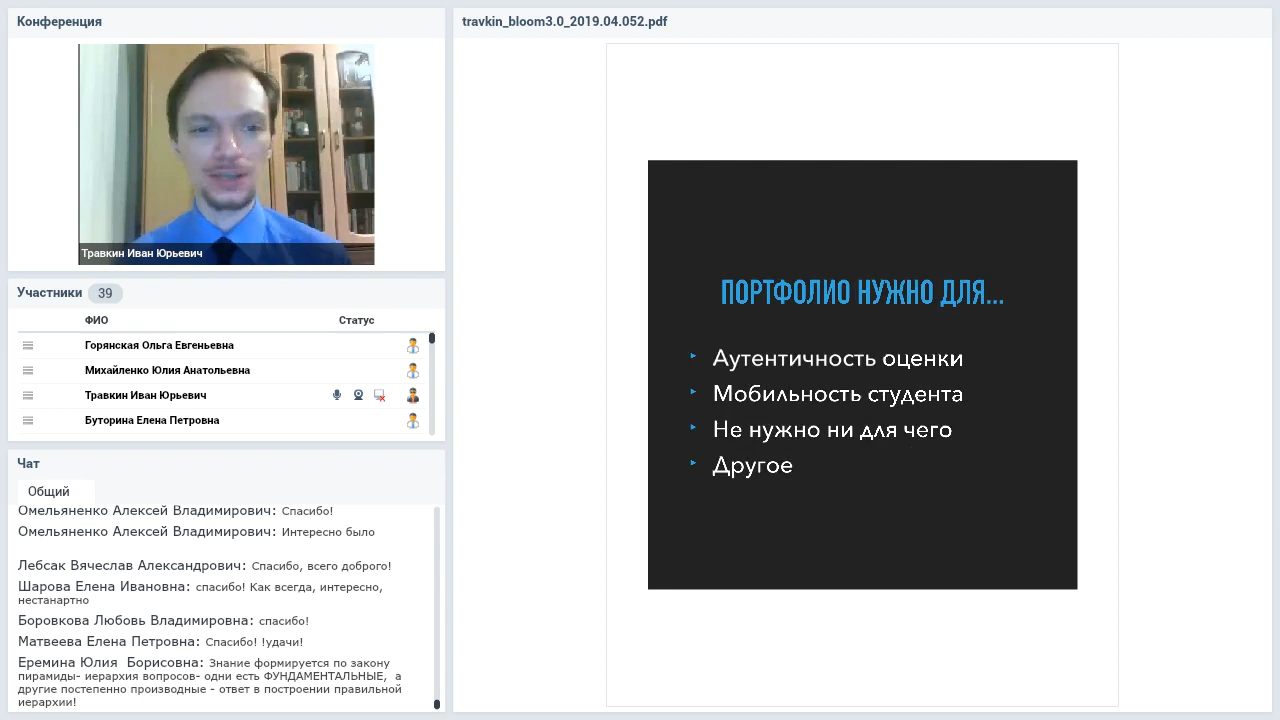 Конференция
Травкин Иван Юрьевич
Участники 39
ФИО Статус
Горянская Ольга Евгеньевна
Михайленко Юлия Анатольевна
Травкин Иван Юрьевич
Буторина Елена Петровна
Чат
Общий
Омельяненко Алексей Владимирович: Спасибо!
Омельяненко Алексей Владимирович: Интересно было
Лебсак Вячеслав Александрович: Спасибо, всего доброго!
Шарова Елена Ивановна: спасибо! Как всегда, интересно,
нестанартно
Боровкова Любовь Владимировна: спасибо!
Матвеева Елена Петровна: Спасибо! !удачи!
Еремина Юлия Борисовна: Знание формируется по закону
пирамиды- иерархия вопросов- одни есть ФУНДАМЕНТАЛЬНЫЕ, а
другие постепенно производные - ответ в построении правильной
иерархии!
travkin_bloom3.0_2019.04.052.pdf
ПОРТФОЛИО НУЖНО ДЛЯ...
Аутентичность оценки
Мобильность студента
Не нужно ни для чего
Другое